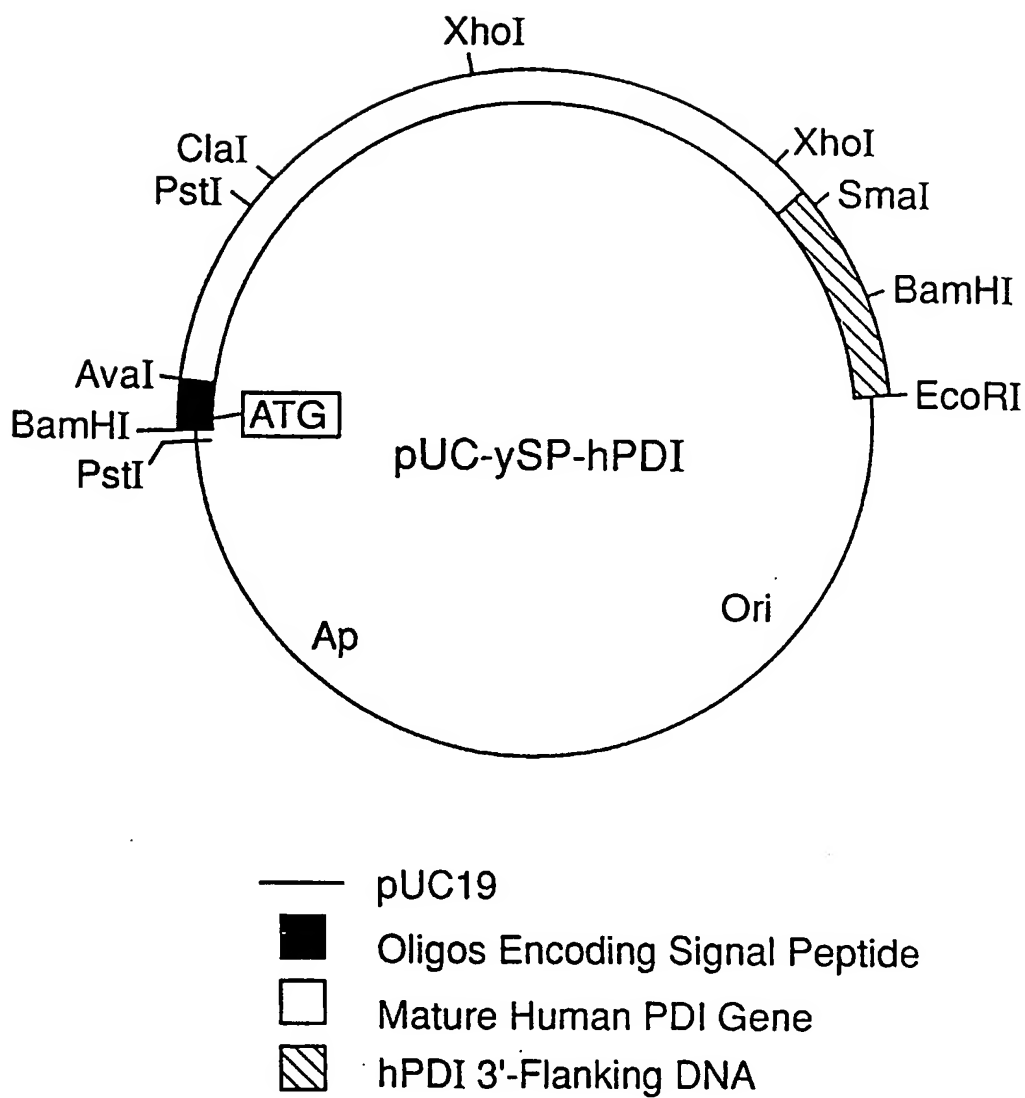 XhoI
ClaI
XhoI
PstI
SmaI
BamHI
AvaI
EcoRI
ATG
BamHI
pUC-ySP-hPDI
PstI
Ori
Ap
pUC19
Oligos Encoding Signal Peptide
Mature Human PDI Gene
hPDI 3'-Flanking DNA